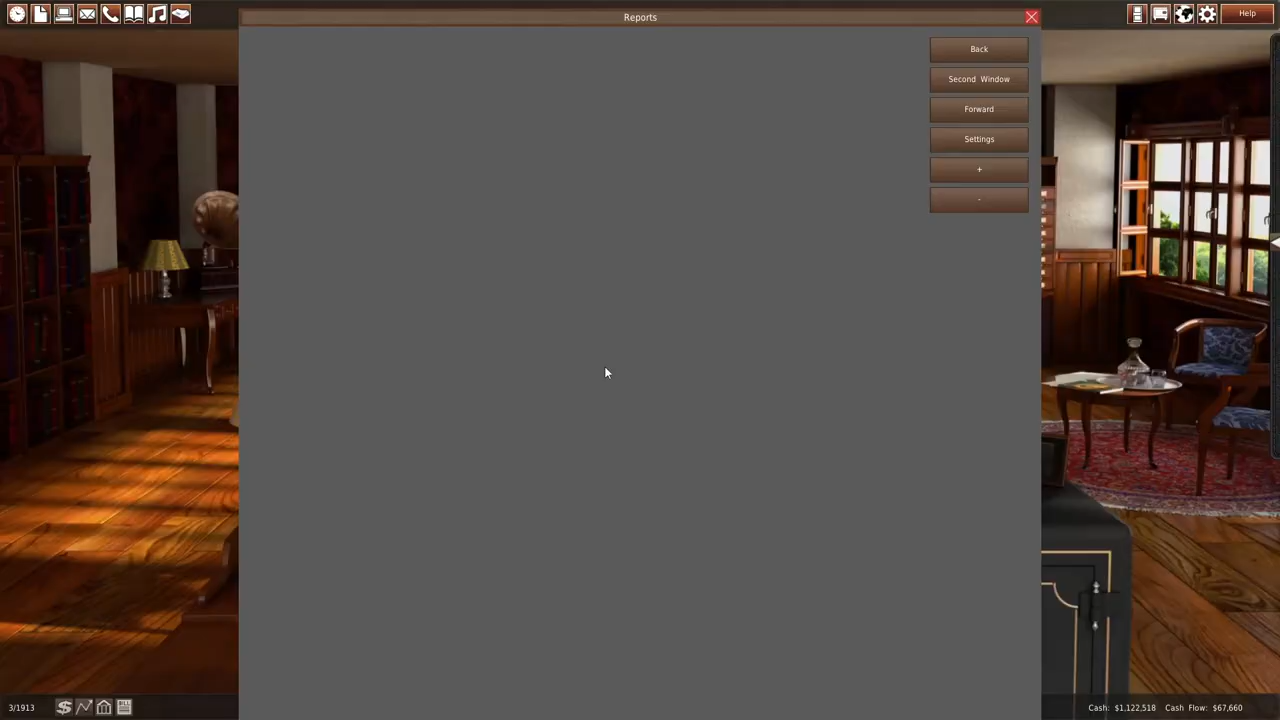 Reports
Help
Back
Second Window
Forward
Settings
+
-
3/1913
Cash: $1,122,518 Cash Flow: $67,660